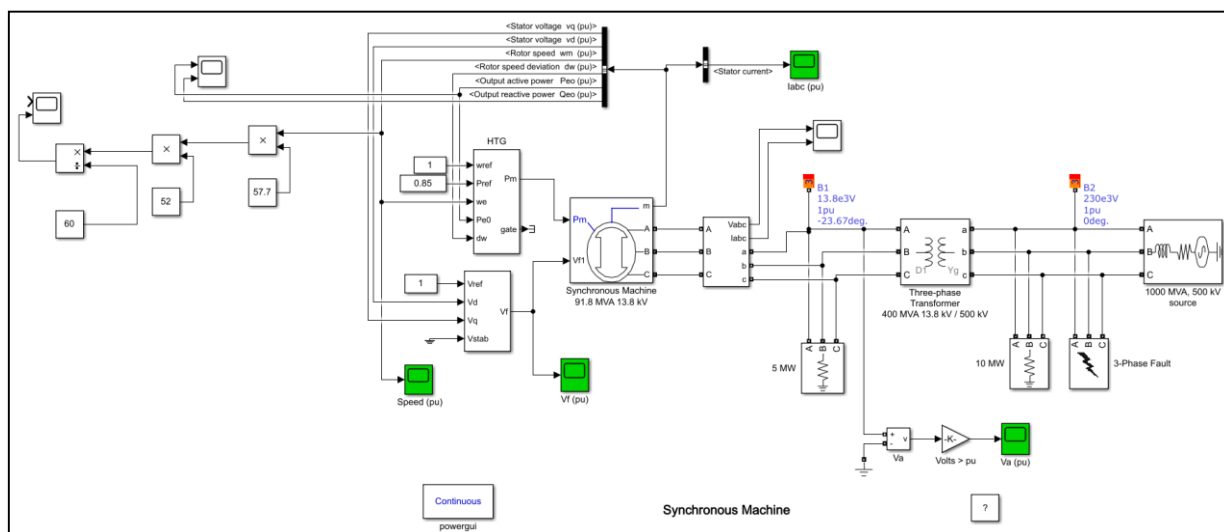 <Stator voltage vq (pu)>
<Stator voltage vd (pu)>
<Rotor speed wm (pu)>
<Rotor speed deviation dw (pu)>
<Output active power Peo (pu)>
<Output reactive power Qeo (pu)>
<Stator current>
Iabc (pu)
60
52
57.7
HTG
1
0.85
wref
Pref
we
Pe0
dw
Pm
gate
Pm
Vf1
m
A
B
C
Synchronous Machine
91.8 MVA 13.8 kV
A
B
C
Vabc
Iabc
a
b
c
B1
13.8e3V
1pu
-23.67deg.
A
B
C
D1
Yg
a
b
c
Three-phase
Transformer
400 MVA 13.8 kV / 500 kV
B2
230e3V
1pu
0deg.
A
B
C
1000 MVA, 500 kV
source
1
Vref
Vd
Vq
Vstab
Vf
Speed (pu)
Vf (pu)
A B C
5 MW
A B C
10 MW
A B C
3-Phase Fault
+
-
v
Va
-K-
Volts > pu
Va (pu)
Continuous
powergui
Synchronous Machine
?